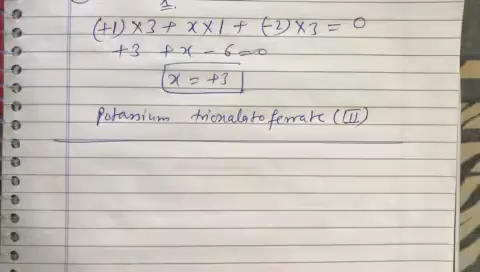 x.
(+1)×3 + x×1 + (-2)×3 = 0
+3 + x - 6 = 0
x = +3
Potassium trioxalatoferrate (III)